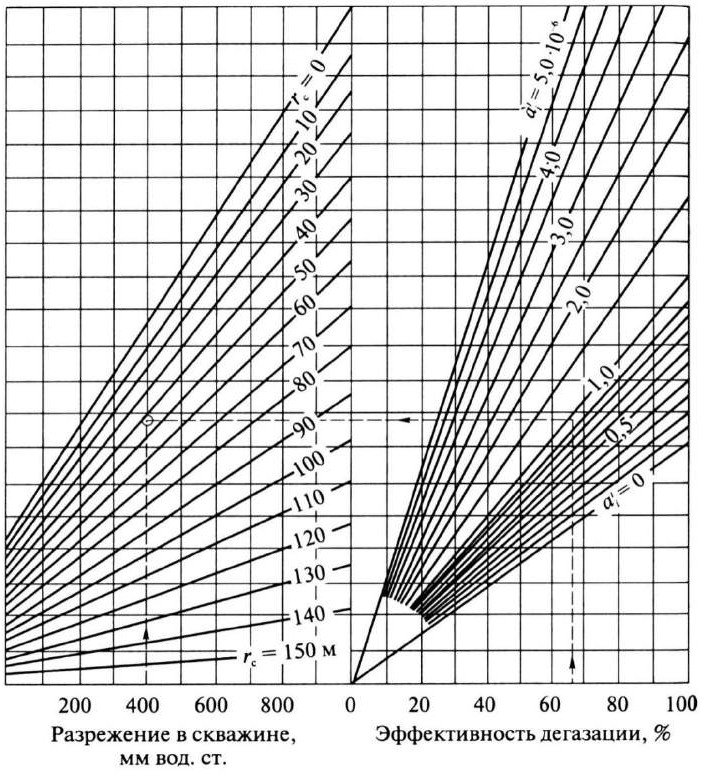 r_c = 0
10
20
30
40
50
60
70
80
90
100
110
120
130
140
r_c = 150 м
a'_i = 5,0·10⁻⁶
4,0
3,0
2,0
1,0
0,5
a'_i = 0
200 400 600 800 0 20 40 60 80 100
Разрежение в скважине,
мм вод. ст.
Эффективность дегазации, %